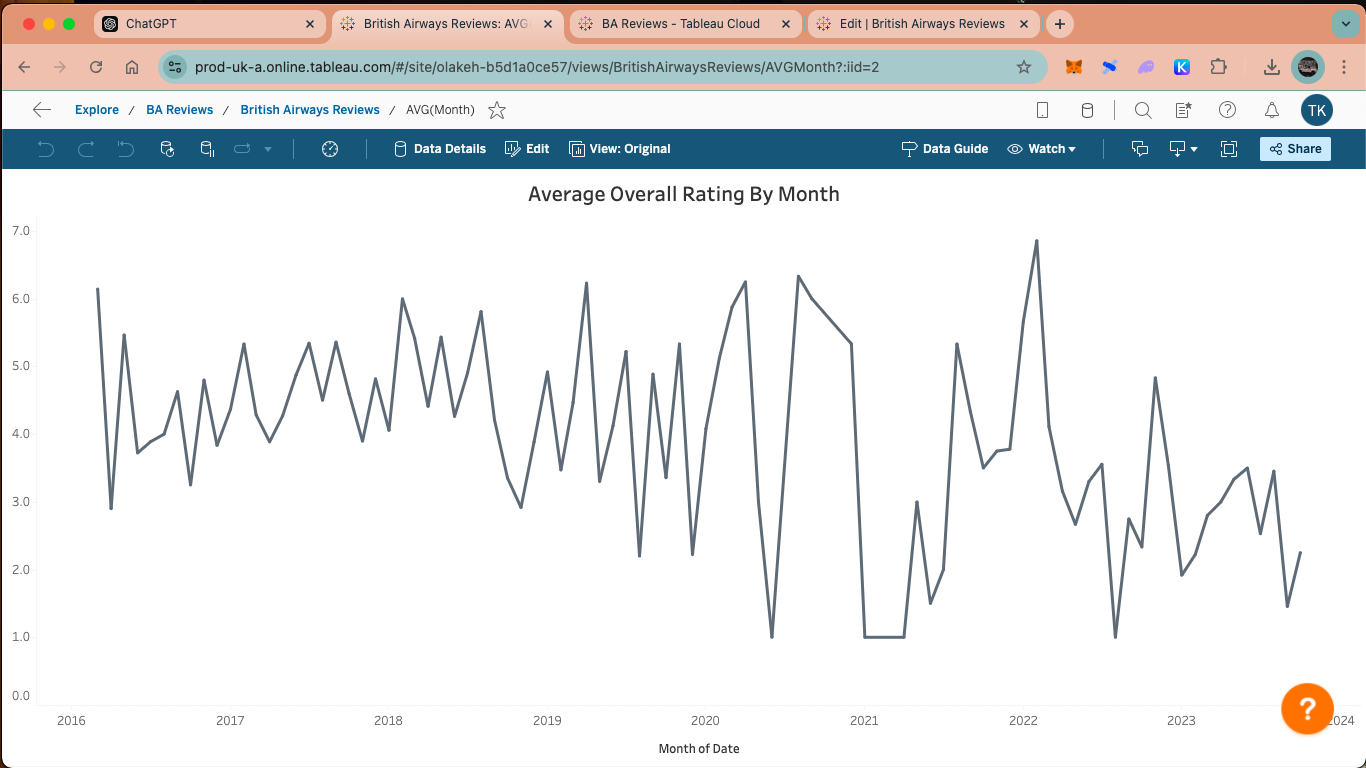 ChatGPT
British Airways Reviews: AVG
BA Reviews - Tableau Cloud
Edit | British Airways Reviews
prod-uk-a.online.tableau.com/#/site/olakeh-b5d1a0ce57/views/BritishAirwaysReviews/AVGMonth?:iid=2
K
Explore / BA Reviews / British Airways Reviews / AVG(Month)
TK
Data Details
Edit
View: Original
Data Guide
Watch
Share
Average Overall Rating By Month
7.0
6.0
5.0
4.0
3.0
2.0
1.0
0.0
2016 2017 2018 2019 2020 2021 2022 2023 2024
Month of Date
?